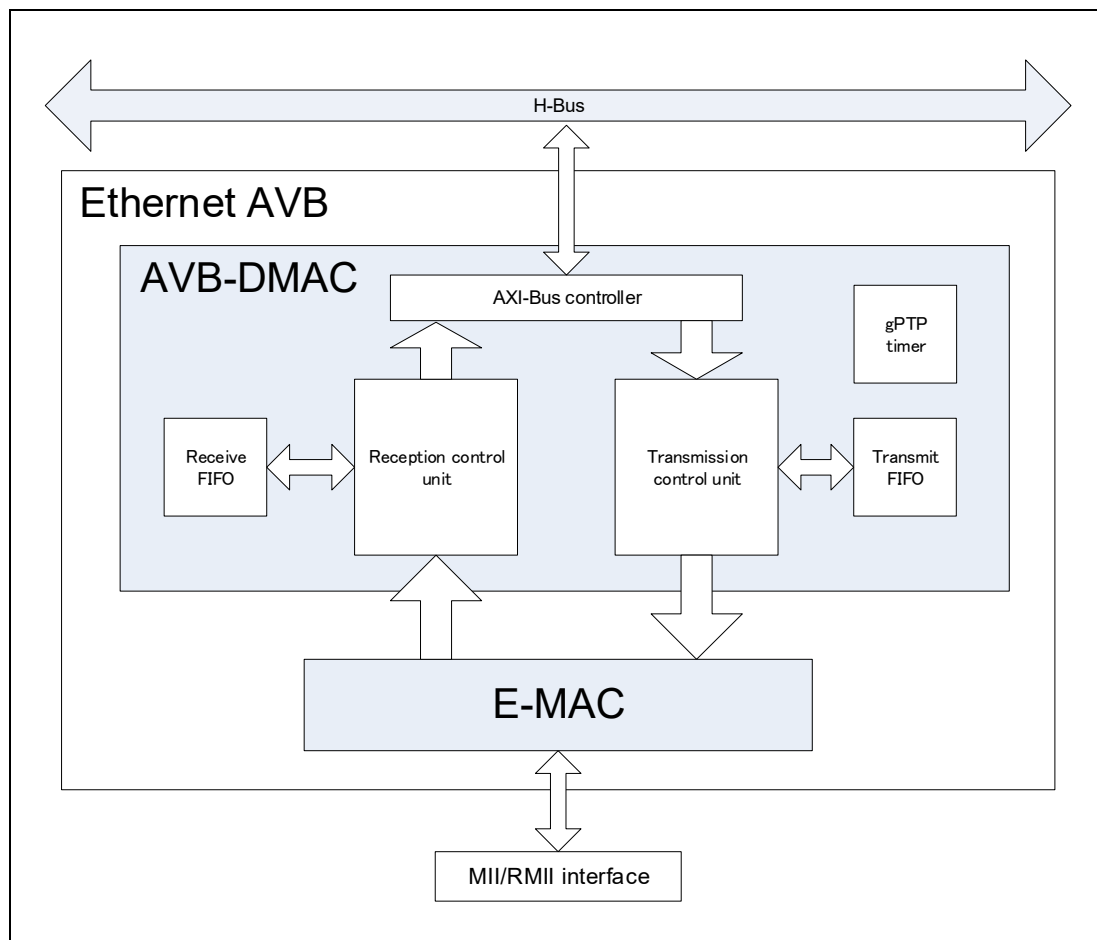 H-Bus
Ethernet AVB
AVB-DMAC
AXI-Bus controller
gPTP
timer
Receive
FIFO
Reception control
unit
Transmission
control unit
Transmit
FIFO
E-MAC
MII/RMII interface